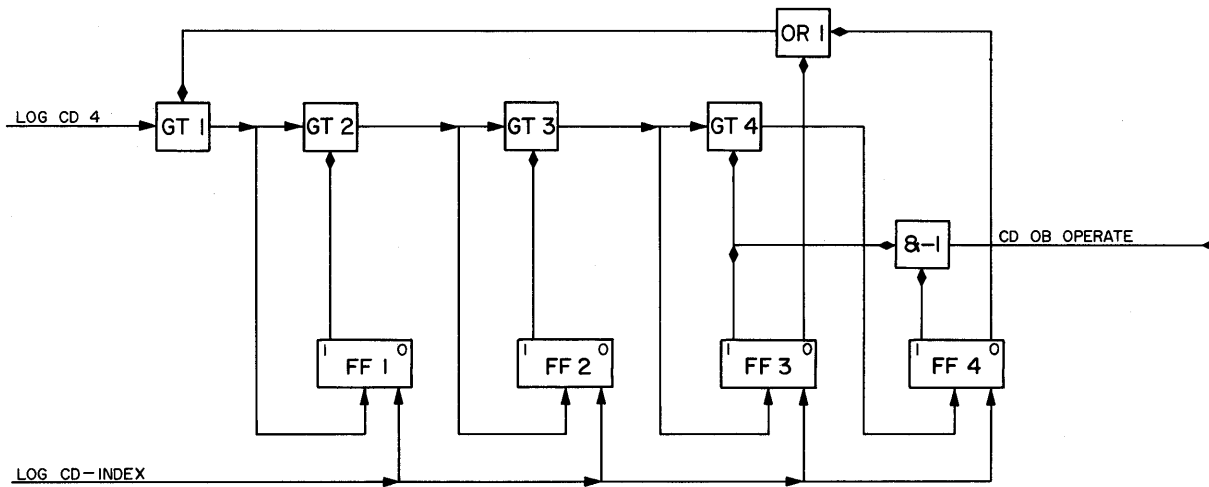 OR 1
LOG CD 4
GT 1
GT 2
GT 3
GT 4
&-1
CD OB OPERATE
1 0
FF 1
1 0
FF 2
1 0
FF 3
1 0
FF 4
LOG CD-INDEX